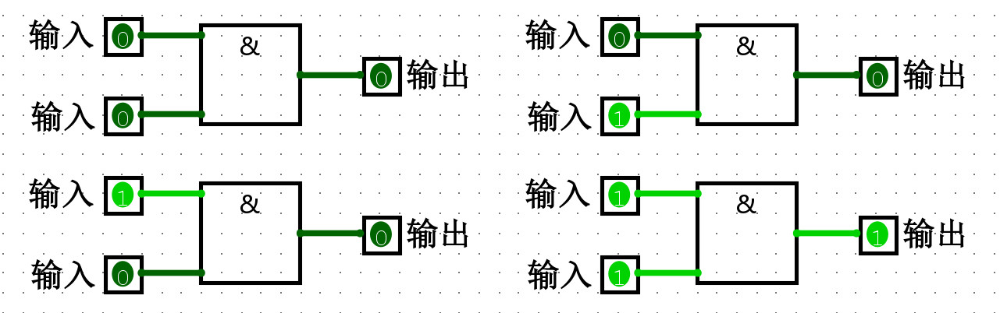 输入 0 & 输入 0 &
0 输出 0 输出
输入 0 输入 1
输入 1 & 输入 1 &
0 输出 1 输出
输入 0 输入 1